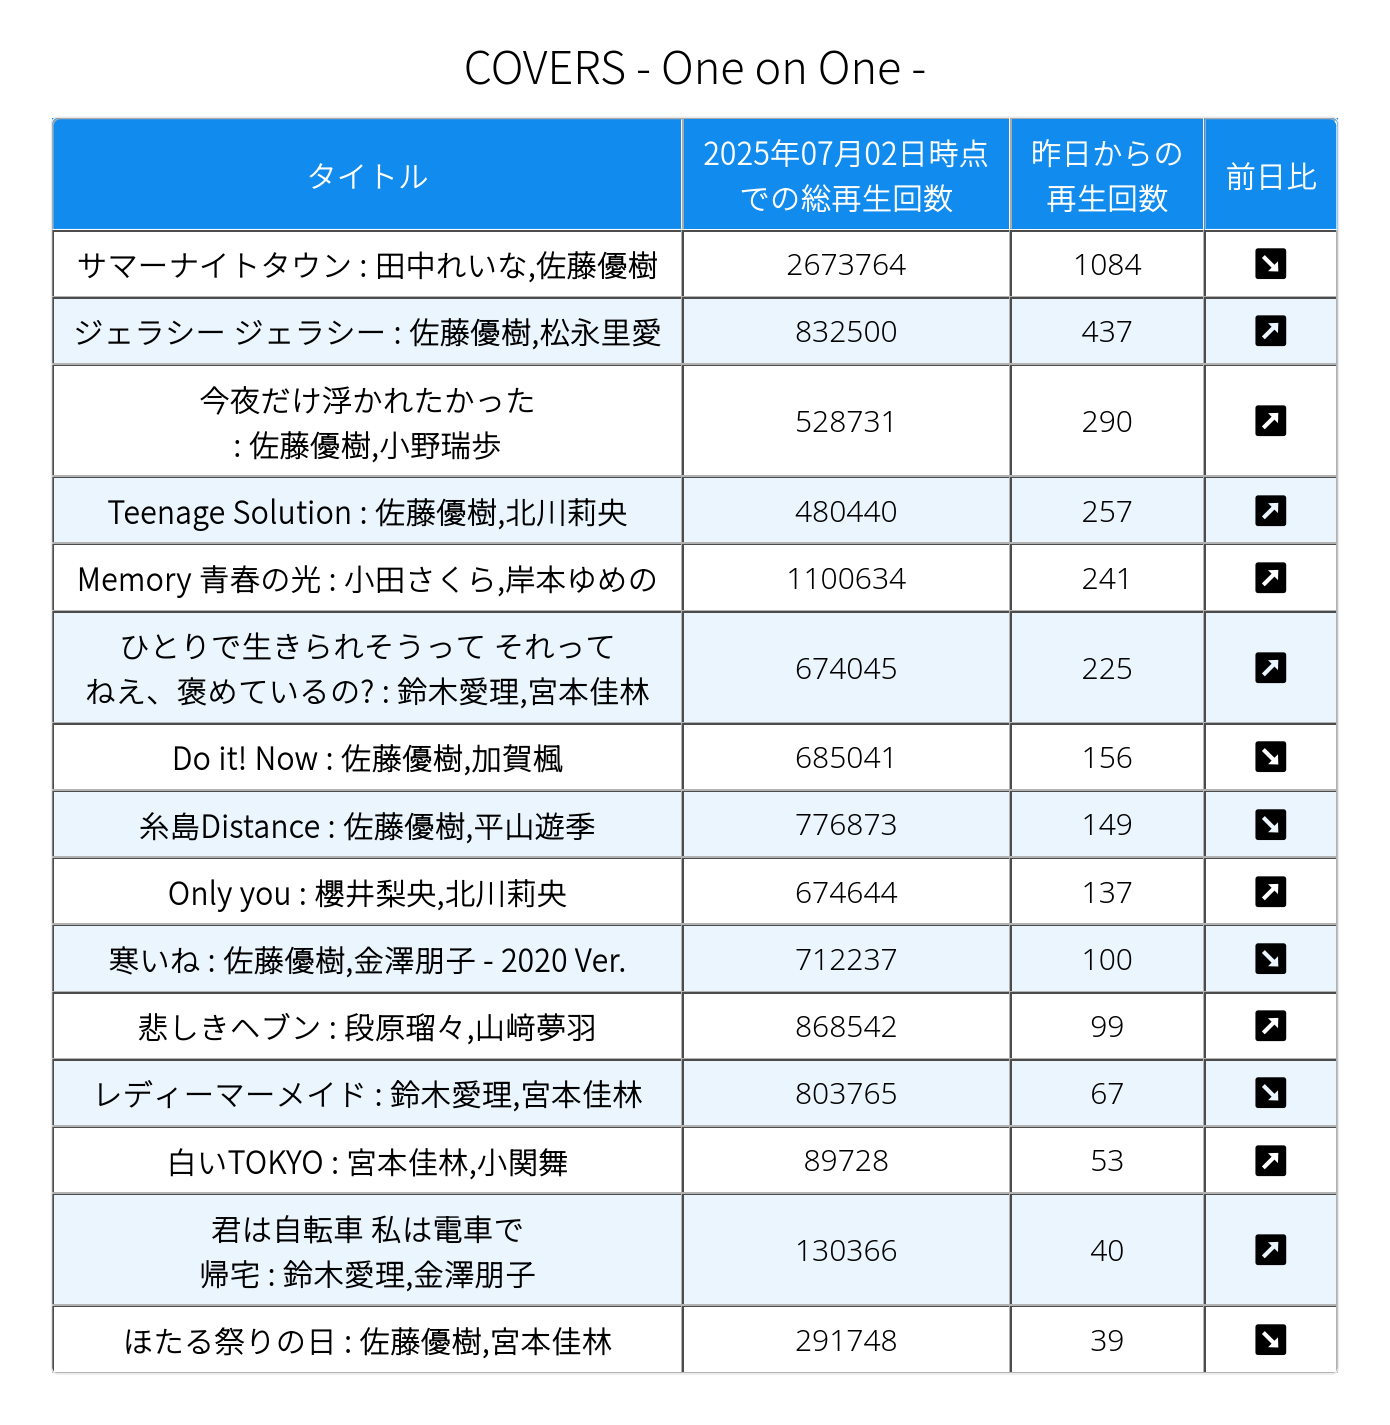 COVERS - One on One -
タイトル
2025年07月02日時点
での総再生回数
昨日からの
再生回数
前日比
サマーナイトタウン : 田中れいな,佐藤優樹 2673764 1084
ジェラシー ジェラシー : 佐藤優樹,松永里愛 832500 437
今夜だけ浮かれたかった
: 佐藤優樹,小野瑞歩 528731 290
Teenage Solution : 佐藤優樹,北川莉央 480440 257
Memory 青春の光 : 小田さくら,岸本ゆめの 1100634 241
ひとりで生きられそうって それって
ねえ、褒めているの? : 鈴木愛理,宮本佳林 674045 225
Do it! Now : 佐藤優樹,加賀楓 685041 156
糸島Distance : 佐藤優樹,平山遊季 776873 149
Only you : 櫻井梨央,北川莉央 674644 137
寒いね : 佐藤優樹,金澤朋子 - 2020 Ver. 712237 100
悲しきヘブン : 段原瑠々,山﨑夢羽 868542 99
レディーマーメイド : 鈴木愛理,宮本佳林 803765 67
白いTOKYO : 宮本佳林,小関舞 89728 53
君は自転車 私は電車で
帰宅 : 鈴木愛理,金澤朋子 130366 40
ほたる祭りの日 : 佐藤優樹,宮本佳林 291748 39